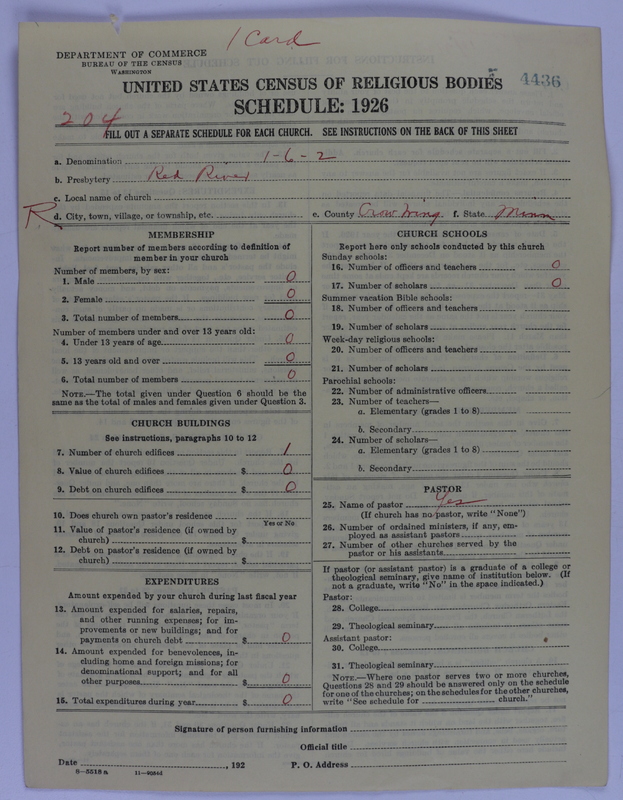 1 Card
DEPARTMENT OF COMMERCE
BUREAU OF THE CENSUS
WASHINGTON
UNITED STATES CENSUS OF RELIGIOUS BODIES
4436
SCHEDULE: 1926
204
FILL OUT A SEPARATE SCHEDULE FOR EACH CHURCH. SEE INSTRUCTIONS ON THE BACK OF THIS SHEET
a. Denomination 1-6-2
b. Presbytery Red River
c. Local name of church
R d. City, town, village, or township, etc. e. County Crow Wing f. State Minn
MEMBERSHIP
Report number of members according to definition of
member in your church
Number of members, by sex:
1. Male 0
2. Female 0
3. Total number of members 0
Number of members under and over 13 years old:
4. Under 13 years of age 0
5. 13 years old and over 0
6. Total number of members 0
NOTE.—The total given under Question 6 should be the
same as the total of males and females given under Question 3.
CHURCH BUILDINGS
See instructions, paragraphs 10 to 12
7. Number of church edifices 1
8. Value of church edifices $ 0
9. Debt on church edifices $ 0
10. Does church own pastor's residence
Yes or No
11. Value of pastor's residence (if owned by
church) $
12. Debt on pastor's residence (if owned by
church) $
EXPENDITURES
Amount expended by your church during last fiscal year
13. Amount expended for salaries, repairs,
and other running expenses; for im-
provements or new buildings; and for
payments on church debt $ 0
14. Amount expended for benevolences, in-
cluding home and foreign missions; for
denominational support; and for all
other purposes $ 0
15. Total expenditures during year $ 0
CHURCH SCHOOLS
Report here only schools conducted by this church
Sunday schools:
16. Number of officers and teachers 0
17. Number of scholars 0
Summer vacation Bible schools:
18. Number of officers and teachers
19. Number of scholars
Week-day religious schools:
20. Number of officers and teachers
21. Number of scholars
Parochial schools:
22. Number of administrative officers
23. Number of teachers—
a. Elementary (grades 1 to 8)
b. Secondary
24. Number of scholars—
a. Elementary (grades 1 to 8)
b. Secondary
PASTOR
25. Name of pastor Yes
(If church has no pastor, write "None")
26. Number of ordained ministers, if any, em-
ployed as assistant pastors
27. Number of other churches served by the
pastor or his assistants
If pastor (or assistant pastor) is a graduate of a college or
theological seminary, give name of institution below. (If
not a graduate, write "No" in the space indicated.)
Pastor:
28. College
29. Theological seminary
Assistant pastor:
30. College
31. Theological seminary
NOTE.—Where one pastor serves two or more churches,
Questions 28 and 29 should be answered only on the schedule
for one of the churches; on the schedules for the other churches,
write "See schedule for church."
Signature of person furnishing information
Official title
Date , 192 P. O. Address
8—5518 a